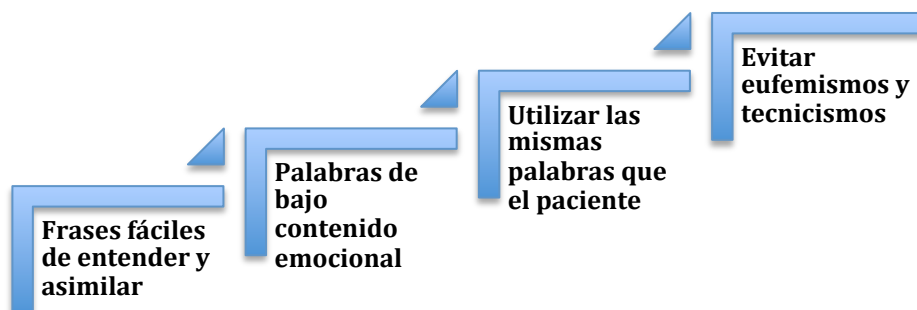 Frases fáciles
de entender y
asimilar
Palabras de
bajo
contenido
emocional
Utilizar las
mismas
palabras que
el paciente
Evitar
eufemismos y
tecnicismos